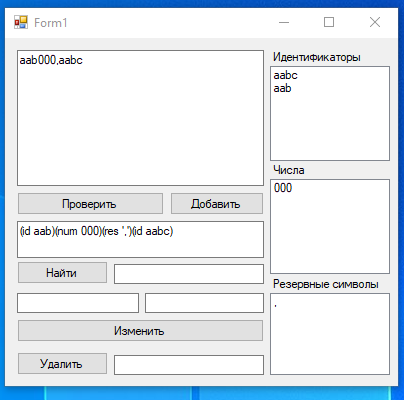 Form1
aab000,aabc
Проверить
Добавить
(id aab)(num 000)(res ',')(id aabc)
Найти
Изменить
Удалить
Идентификаторы
aabc
aab
Числа
000
Резервные символы
,